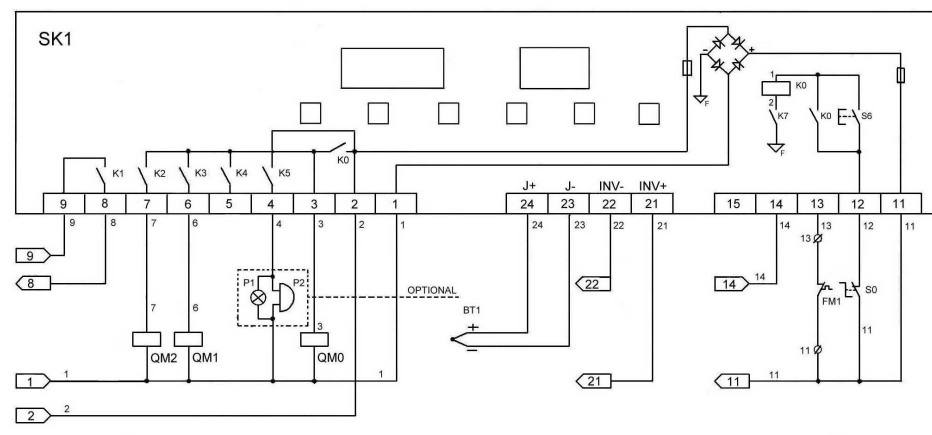 SK1
- +
F
1 K0
2 K7 K0 S6
F
K0
K1 K2 K3 K4 K5
J+ J- INV- INV+
9 8 7 6 5 4 3 2 1 24 23 22 21 15 14 13 12 11
9 8 7 6 4 3 2 1 24 23 22 21 14 13 12 11
13
9
8
22
14
14
P1 P2
OPTIONAL
FM1 S0
BT1
+
-
7 6 3
11 11
QM2 QM1 QM0
1 1 1
21
11 11
2 2